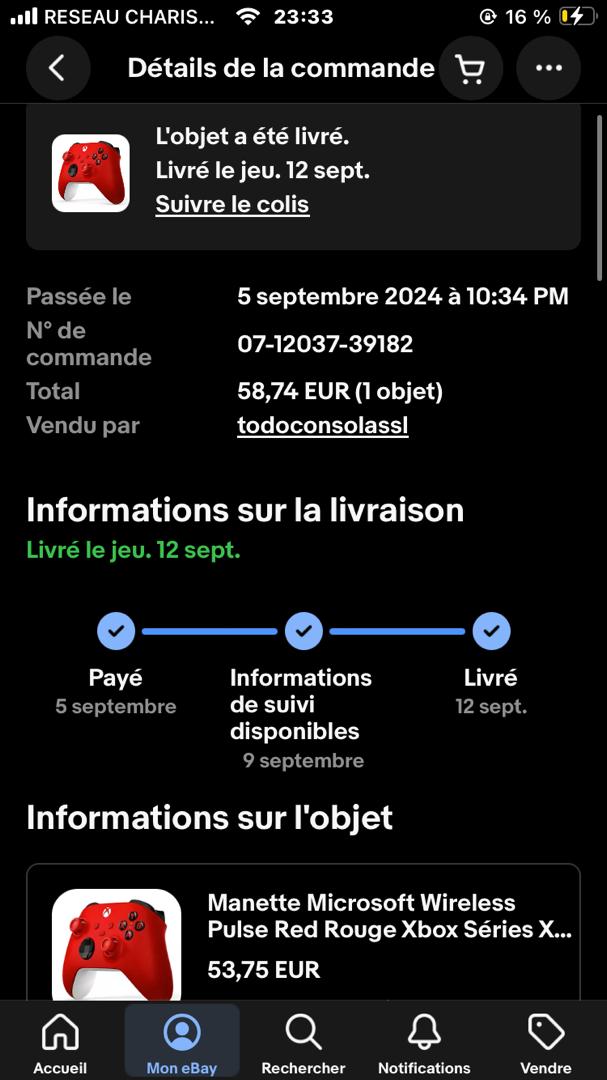 RESEAU CHARIS... 23:33 16 %
Détails de la commande
L'objet a été livré.
Livré le jeu. 12 sept.
Suivre le colis
Passée le 5 septembre 2024 à 10:34 PM
N° de
commande 07-12037-39182
Total 58,74 EUR (1 objet)
Vendu par todoconsolassl
Informations sur la livraison
Livré le jeu. 12 sept.
Payé
5 septembre
Informations
de suivi
disponibles
9 septembre
Livré
12 sept.
Informations sur l'objet
Manette Microsoft Wireless
Pulse Red Rouge Xbox Séries X...
53,75 EUR
Accueil Mon eBay Rechercher Notifications Vendre